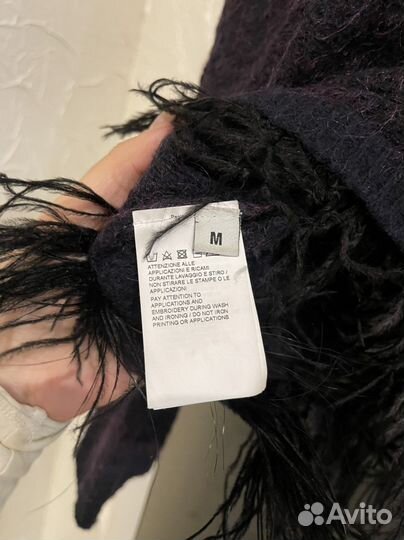 M
ATTENZIONE ALLE
APPLICAZIONI E RICAMI
DURANTE LAVAGGIO E STIRO /
NON STIRARE LE STAMPE O LE
APPLICAZIONI
PAY ATTENTION TO
APPLICATIONS AND
EMBROIDERY DURING WASH
AND IRONING / DO NOT IRON
PRINTING OR APPLICATIONS
Avito